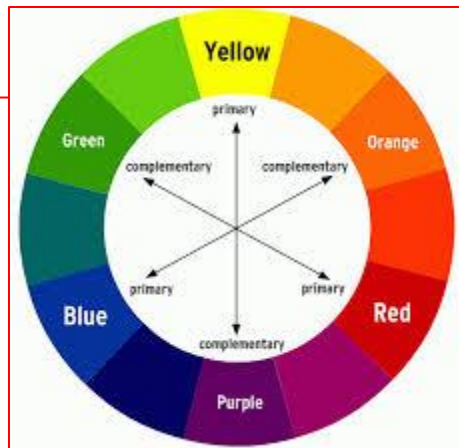 Yellow
primary
Green
Orange
complementary
complementary
primary
primary
Blue
Red
complementary
Purple